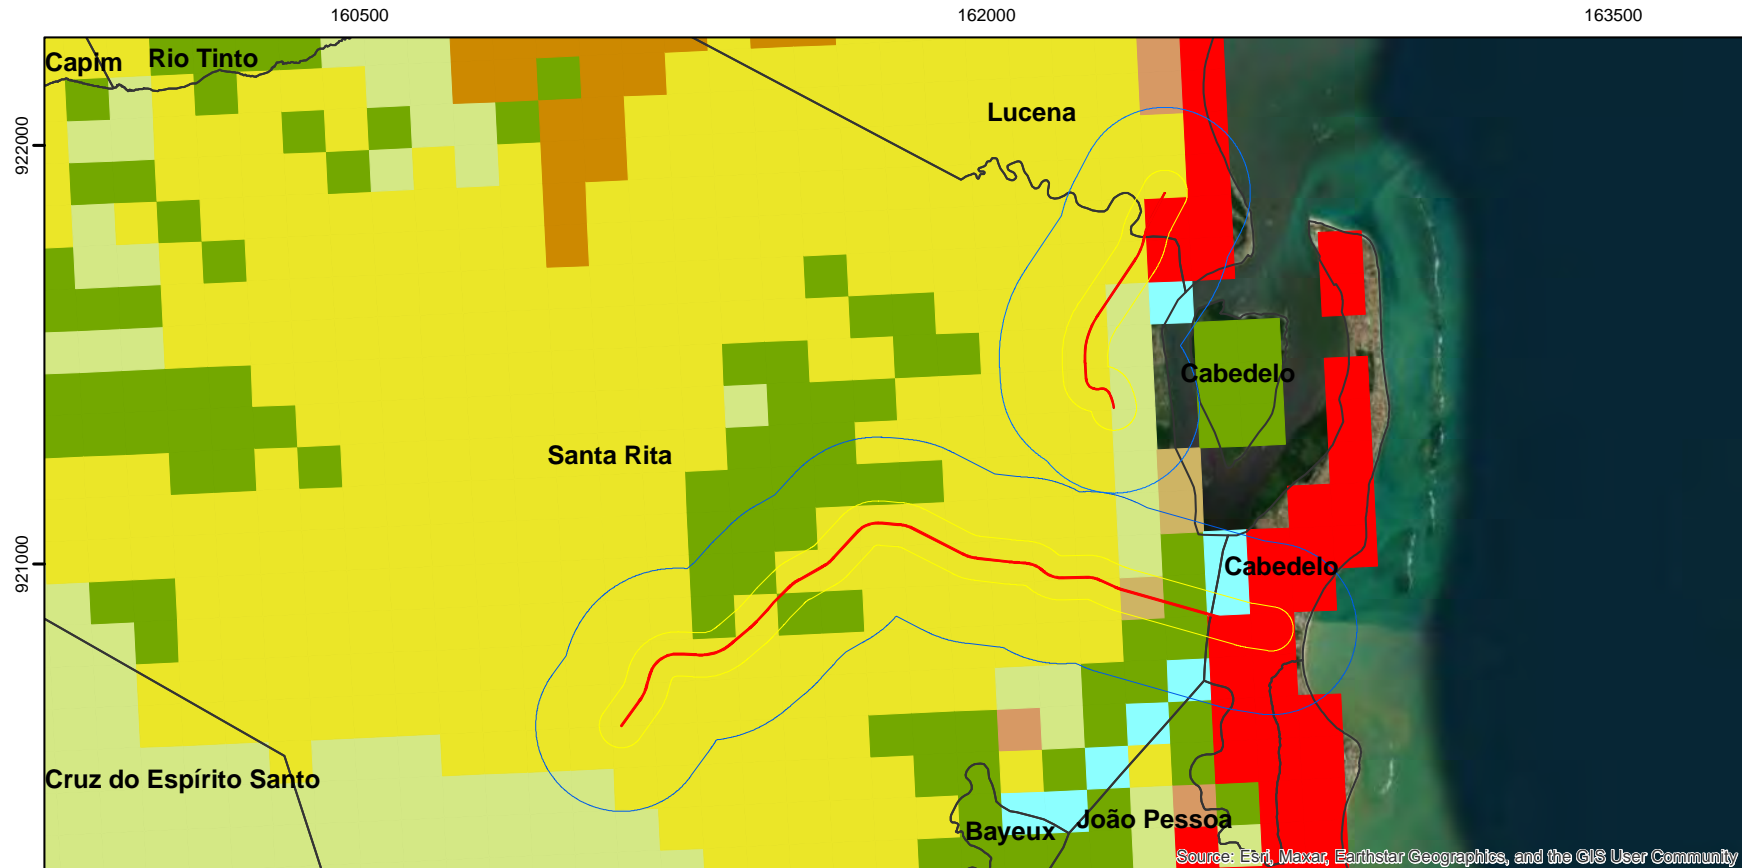 160500
162000
163500
922000
921000
Capim
Rio Tinto
Lucena
Cabedelo
Santa Rita
Cabedelo
Cruz do Espírito Santo
João Pessoa
Bayeux
Source: Esri, Maxar, Earthstar Geographics, and the GIS User Community